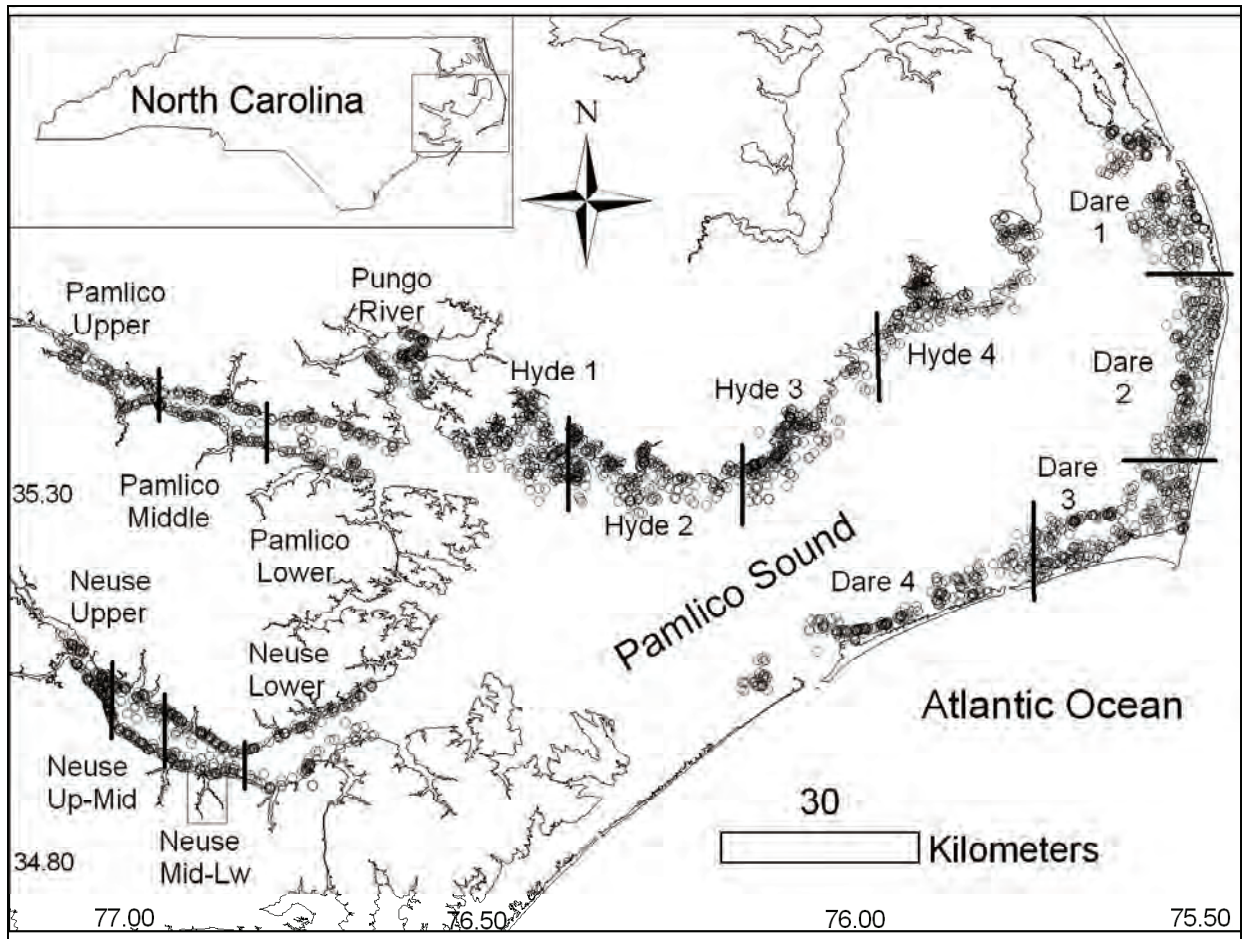 North Carolina
N
Dare
1
Pungo
River
Pamlico
Upper
Hyde 4
Dare
2
Hyde 1
Hyde 3
Dare
3
Pamlico
Middle
35.30
Hyde 2
Pamlico
Lower
Neuse
Upper
Dare 4
Pamlico Sound
Neuse
Lower
Atlantic Ocean
Neuse
Up-Mid
30
Kilometers
Neuse
Mid-Lw
34.80
77.00
76.50
76.00
75.50